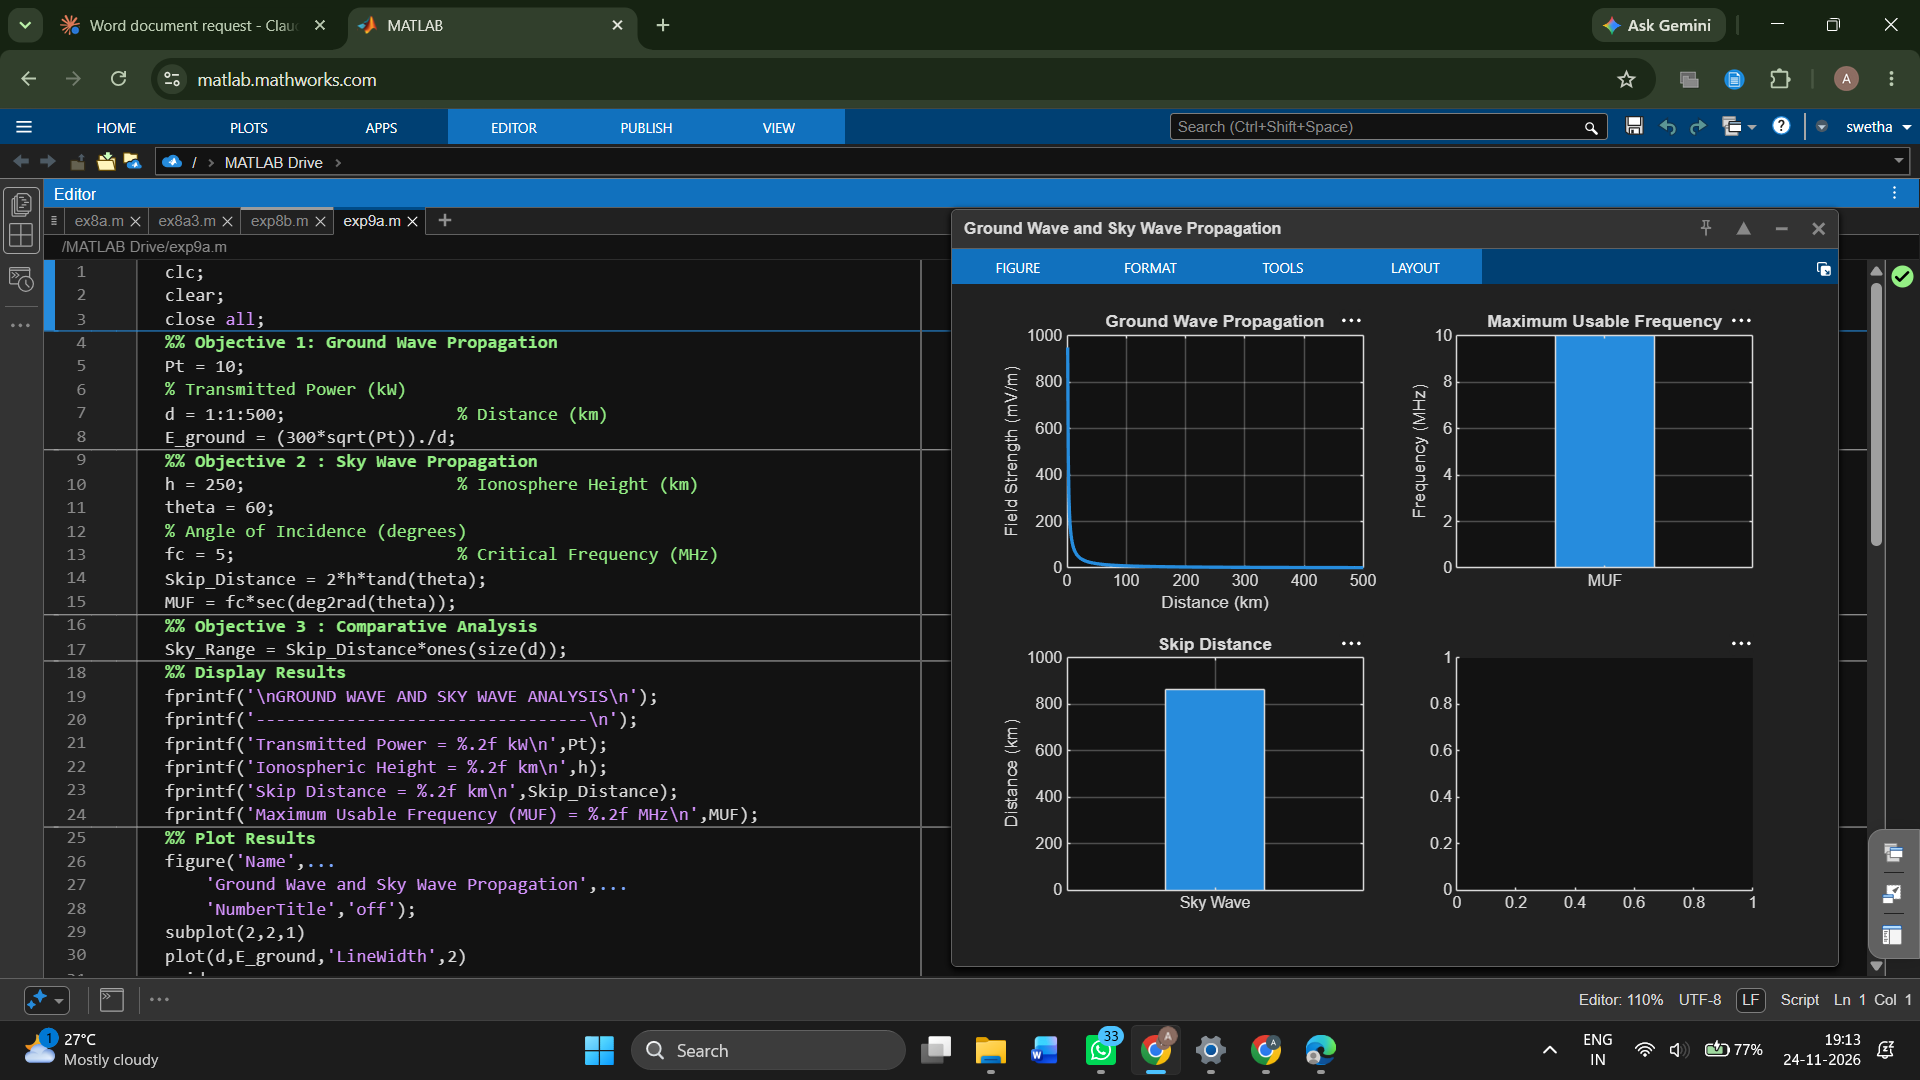 Word document request - Clau
MATLAB
Ask Gemini
matlab.mathworks.com
A
HOME PLOTS APPS EDITOR PUBLISH VIEW
Search (Ctrl+Shift+Space)
swetha
/ › MATLAB Drive ›
Editor
ex8a.m ex8a3.m exp8b.m exp9a.m
/MATLAB Drive/exp9a.m
1 clc;
2 clear;
3 close all;
4 %% Objective 1: Ground Wave Propagation
5 Pt = 10;
6 % Transmitted Power (kW)
7 d = 1:1:500; % Distance (km)
8 E_ground = (300*sqrt(Pt))./d;
9 %% Objective 2 : Sky Wave Propagation
10 h = 250; % Ionosphere Height (km)
11 theta = 60;
12 % Angle of Incidence (degrees)
13 fc = 5; % Critical Frequency (MHz)
14 Skip_Distance = 2*h*tand(theta);
15 MUF = fc*sec(deg2rad(theta));
16 %% Objective 3 : Comparative Analysis
17 Sky_Range = Skip_Distance*ones(size(d));
18 %% Display Results
19 fprintf('\nGROUND WAVE AND SKY WAVE ANALYSIS\n');
20 fprintf('---------------------------------\n');
21 fprintf('Transmitted Power = %.2f kW\n',Pt);
22 fprintf('Ionospheric Height = %.2f km\n',h);
23 fprintf('Skip Distance = %.2f km\n',Skip_Distance);
24 fprintf('Maximum Usable Frequency (MUF) = %.2f MHz\n',MUF);
25 %% Plot Results
26 figure('Name',...
27 'Ground Wave and Sky Wave Propagation',...
28 'NumberTitle','off');
29 subplot(2,2,1)
30 plot(d,E_ground,'LineWidth',2)
Ground Wave and Sky Wave Propagation
FIGURE FORMAT TOOLS LAYOUT
Ground Wave Propagation
Field Strength (mV/m)
1000
800
600
400
200
0
0 100 200 300 400 500
Distance (km)
Maximum Usable Frequency
Frequency (MHz)
10
8
6
4
2
0
MUF
Skip Distance
Distance (km)
1000
800
600
400
200
0
Sky Wave
1
0.8
0.6
0.4
0.2
0
0 0.2 0.4 0.6 0.8 1
Editor: 110% UTF-8 LF Script Ln 1 Col 1
1
27°C
Mostly cloudy
Search
33
A
A
ENG
IN
77%
19:13
24-11-2026